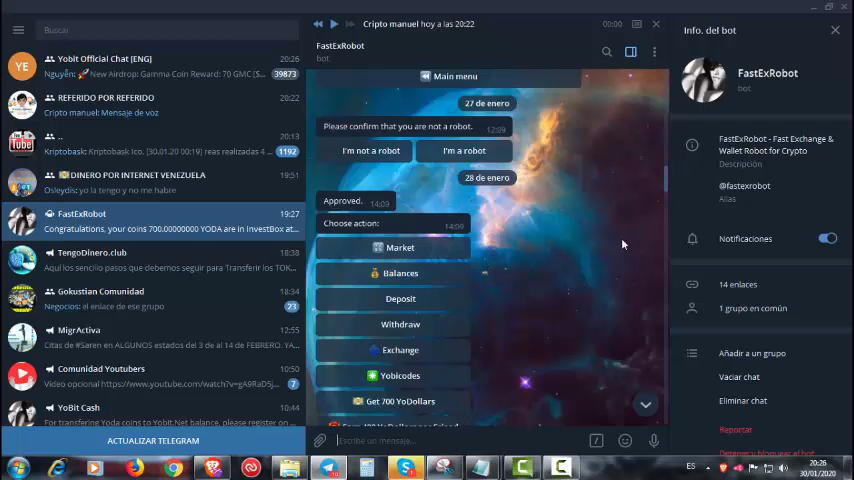 Buscar
Yobit Official Chat [ENG]
20:26
Nguyễn: New Airdrop: Gamma Coin Reward: 70 GMC [S...
39873
REFERIDO POR REFERIDO
20:22
Cripto manuel: Mensaje de voz
..
20:13
Kriptobask: Kriptobask Ico, [30.01.20 00:19] reas realizadas 4 ...
1192
DINERO POR INTERNET VENEZUELA
19:51
Osleydis: yo la tengo y no me habre
FastExRobot
19:27
Congratulations, your coins 700.00000000 YODA are in InvestBox at...
TengoDinero.club
18:38
Aquí los sencillo pasos que debemos seguir para Transferir los TOK...
Gokustian Comunidad
18:34
Negocios: el enlace de ese grupo
23
MigrActiva
12:55
Citas de #Saren en ALGUNOS estados del 3 de al 14 de FEBRERO. YA...
Comunidad Youtubers
10:50
Video opcional https://www.youtube.com/watch?v=gaD5j...
7
YoBit Cash
10:44
For transfering Yoda coins to Yobit.Net balance, please register on ...
ACTUALIZAR TELEGRAM
Cripto manuel hoy a las 20:22
00:00
FastExRobot
bot
Main menu
27 de enero
Please confirm that you are not a robot.
12:09
I'm not a robot
I'm a robot
28 de enero
Approved.
14:09
Choose action:
14:09
Market
Balances
Deposit
Withdraw
Exchange
Yobicodes
Get 700 YoDollars
Escribe un mensaje...
Info. del bot
FastExRobot
bot
FastExRobot - Fast Exchange &
Wallet Robot for Crypto
Descripción
@fastexrobot
Alias
Notificaciones
14 enlaces
1 grupo en común
Añadir a un grupo
Vaciar chat
Eliminar chat
Reportar
Detener y bloquear el bot
ES
20:26
30/01/2020